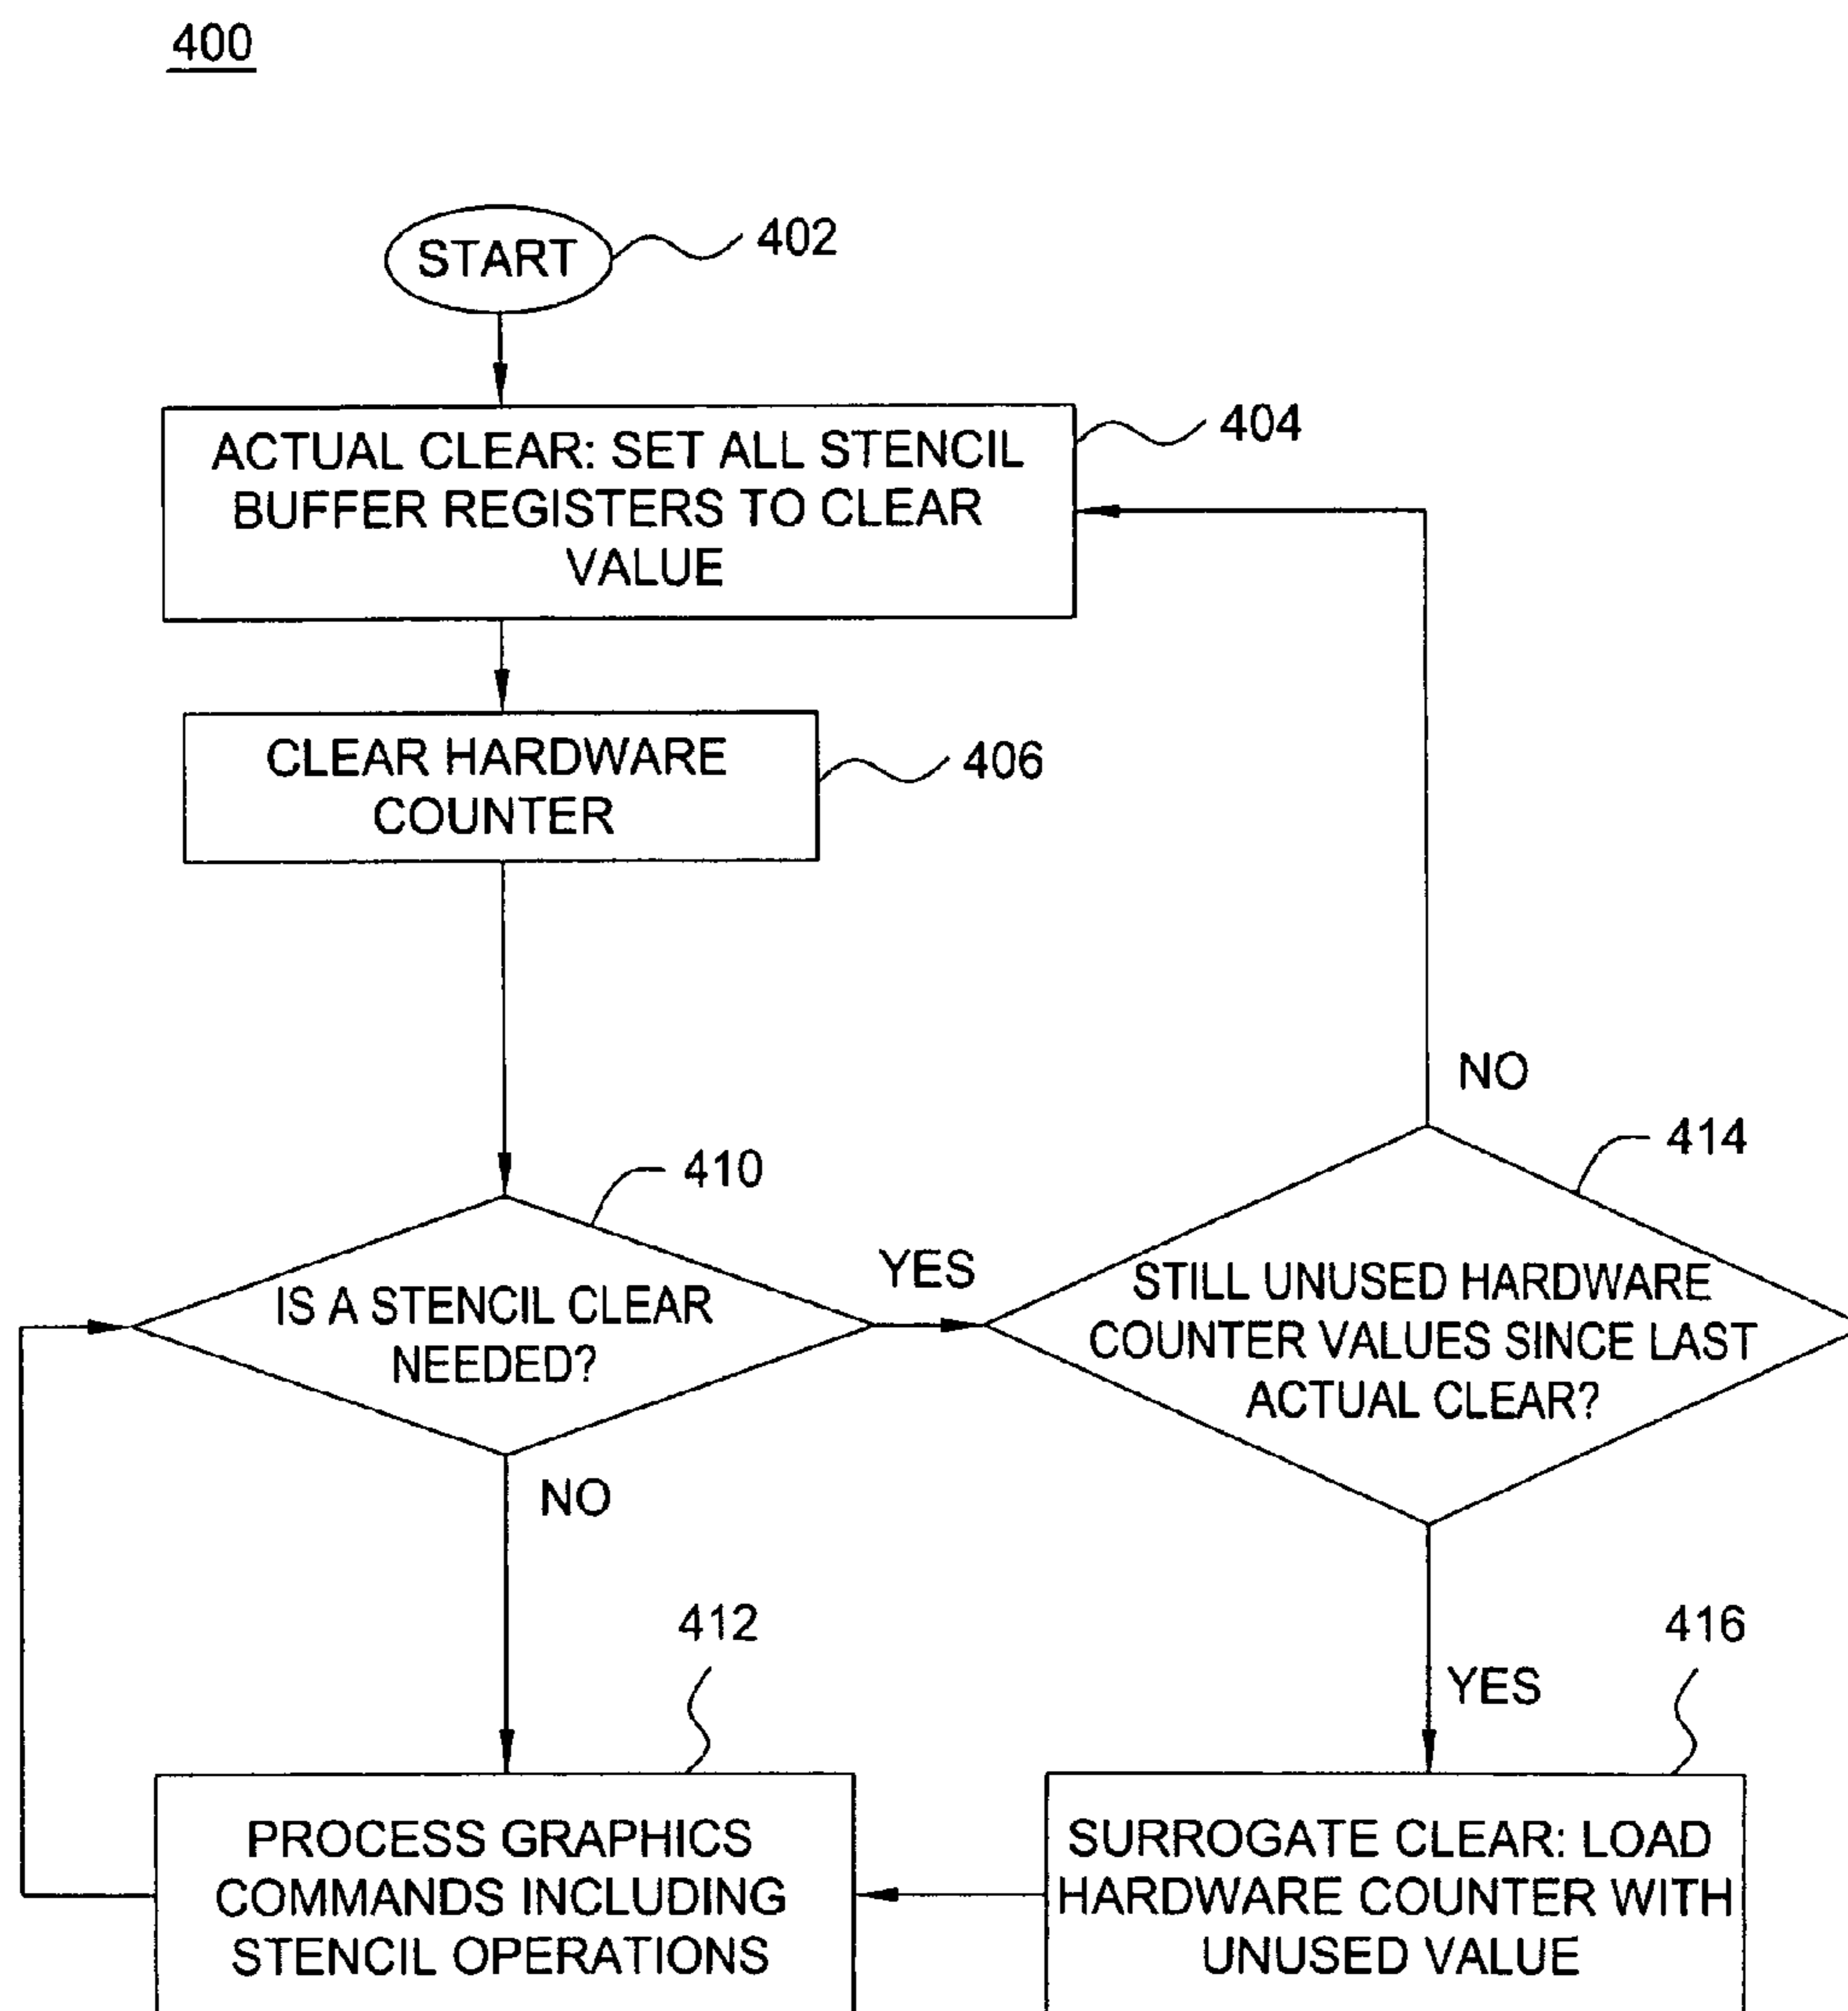 400
START
402
ACTUAL CLEAR: SET ALL STENCIL
BUFFER REGISTERS TO CLEAR
VALUE
404
CLEAR HARDWARE
COUNTER
406
NO
414
410
YES
IS A STENCIL CLEAR
NEEDED?
STILL UNUSED HARDWARE
COUNTER VALUES SINCE LAST
ACTUAL CLEAR?
NO
412
416
YES
PROCESS GRAPHICS
COMMANDS INCLUDING
STENCIL OPERATIONS
SURROGATE CLEAR: LOAD
HARDWARE COUNTER WITH
UNUSED VALUE